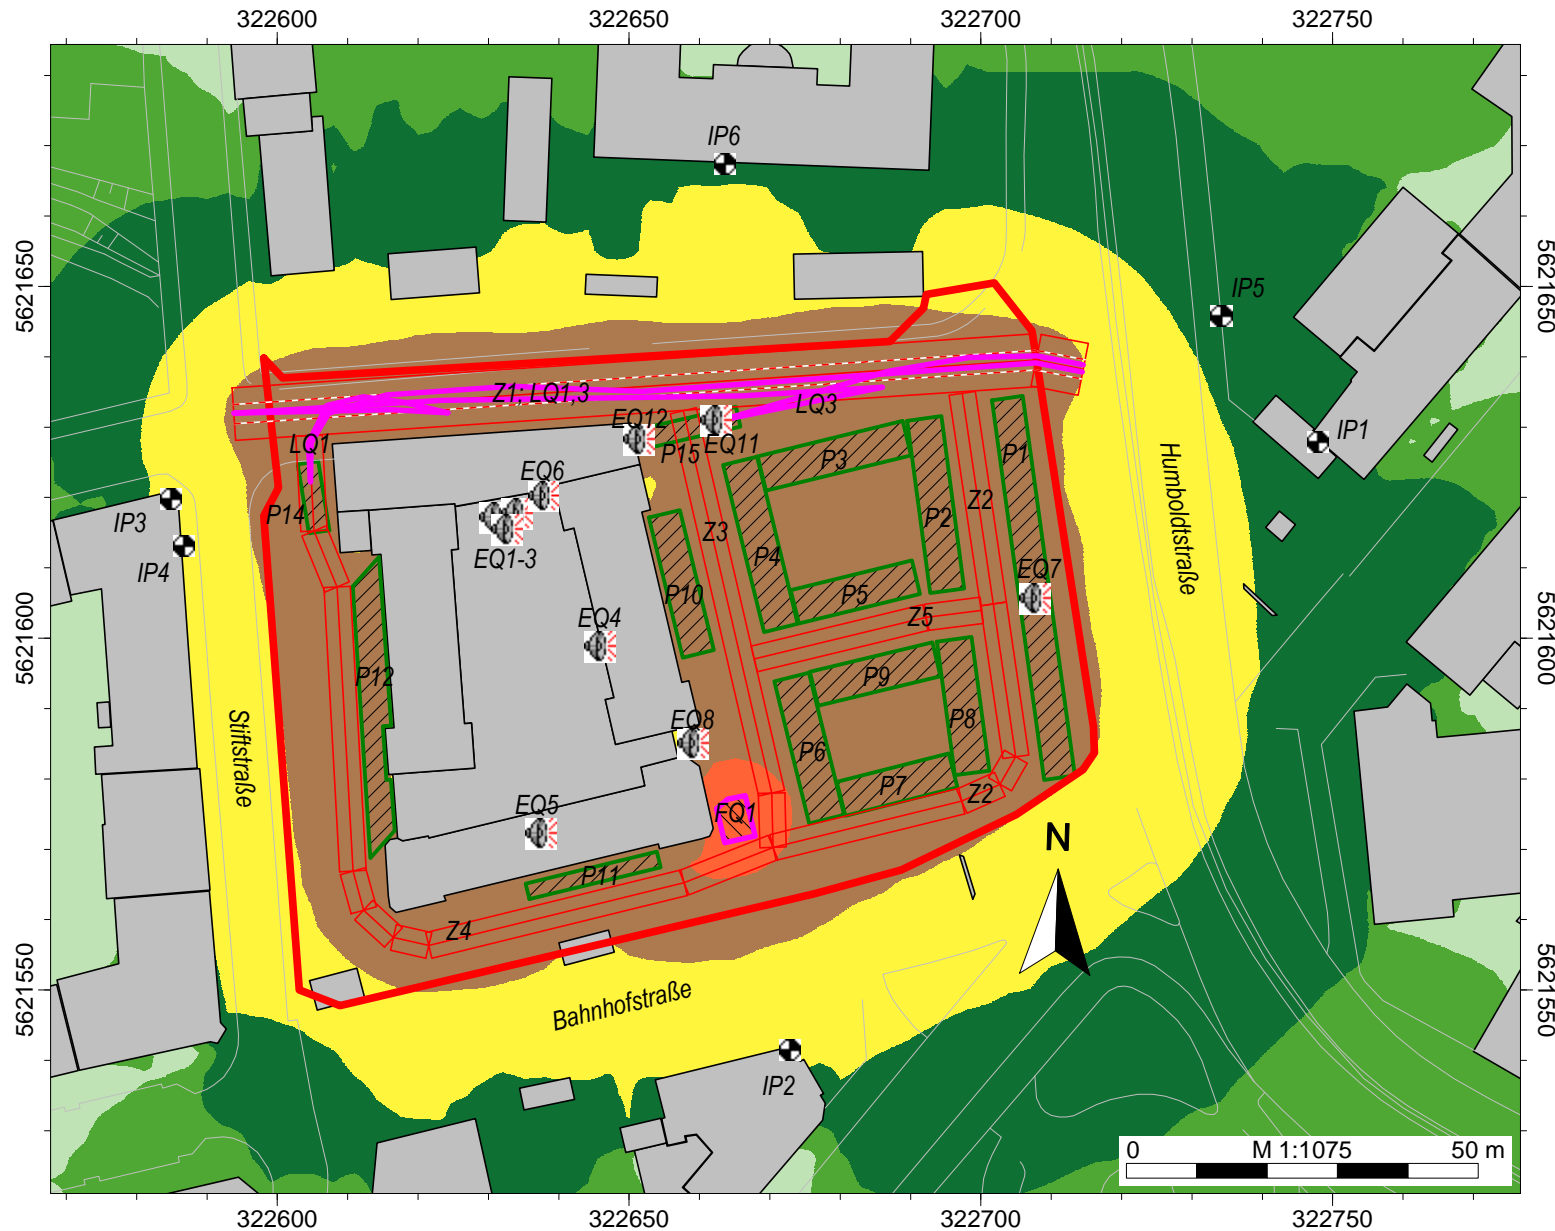 322600 322650 322700 322750
IP6
5621650
5621650
IP5
Z1; LQ1,3
LQ3
EQ12
EQ11
IP1
LQ1
P15
P3
P1
EQ6
P14
Z2
IP3
P2
Z3
EQ1-3
P4
IP4
EQ7
P10
P5
Humboldtstraße
EQ4
Z5
5621600
5621600
P12
P9
EQ8
P8
Stiftstraße
P6
P7
Z2
EQ5
FQ1
N
P11
Z4
Bahnhofstraße
5621550
5621550
IP2
0 M 1:1075 50 m
322600 322650 322700 322750